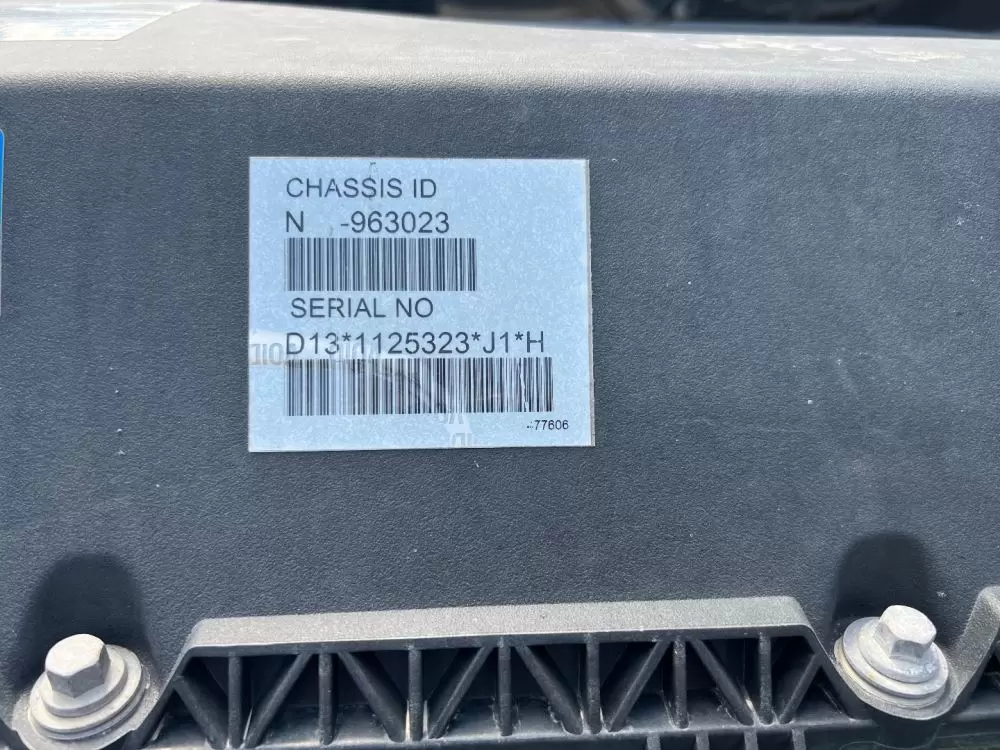 CHASSIS ID
N -963023
SERIAL NO
D13*1125323*J1*H
77606